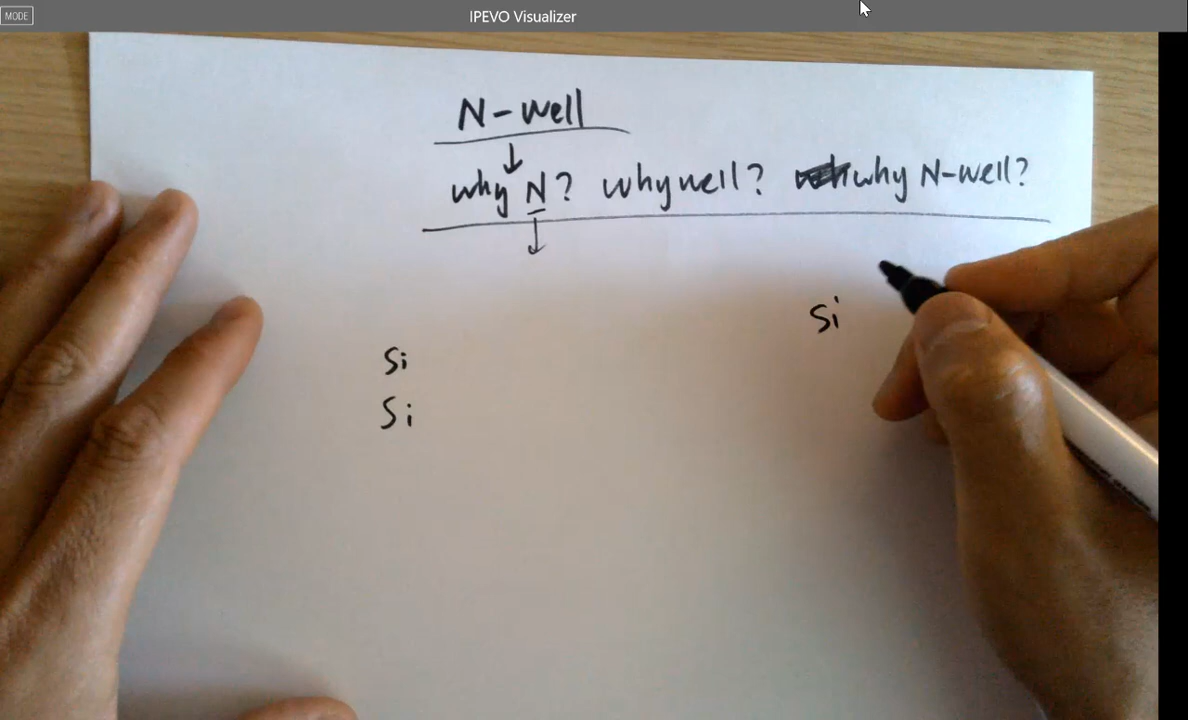 MODE
IPEVO Visualizer
N-well
why N? why well? why N-well?
Si
Si
Si